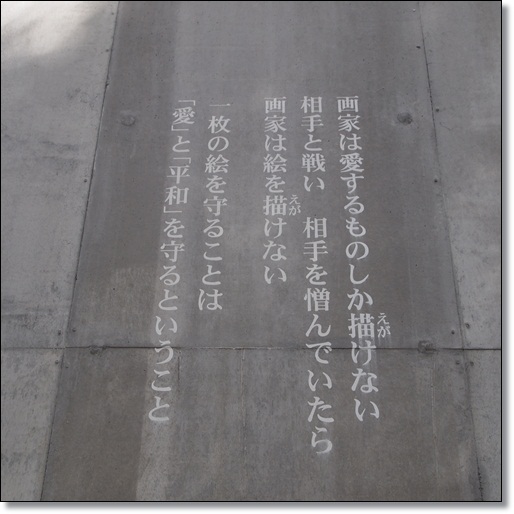 画家は愛するものしか描けない
相手と戦い　相手を憎んでいたら
画家は絵を描けない
一枚の絵を守ることは
「愛」と「平和」を守るということ